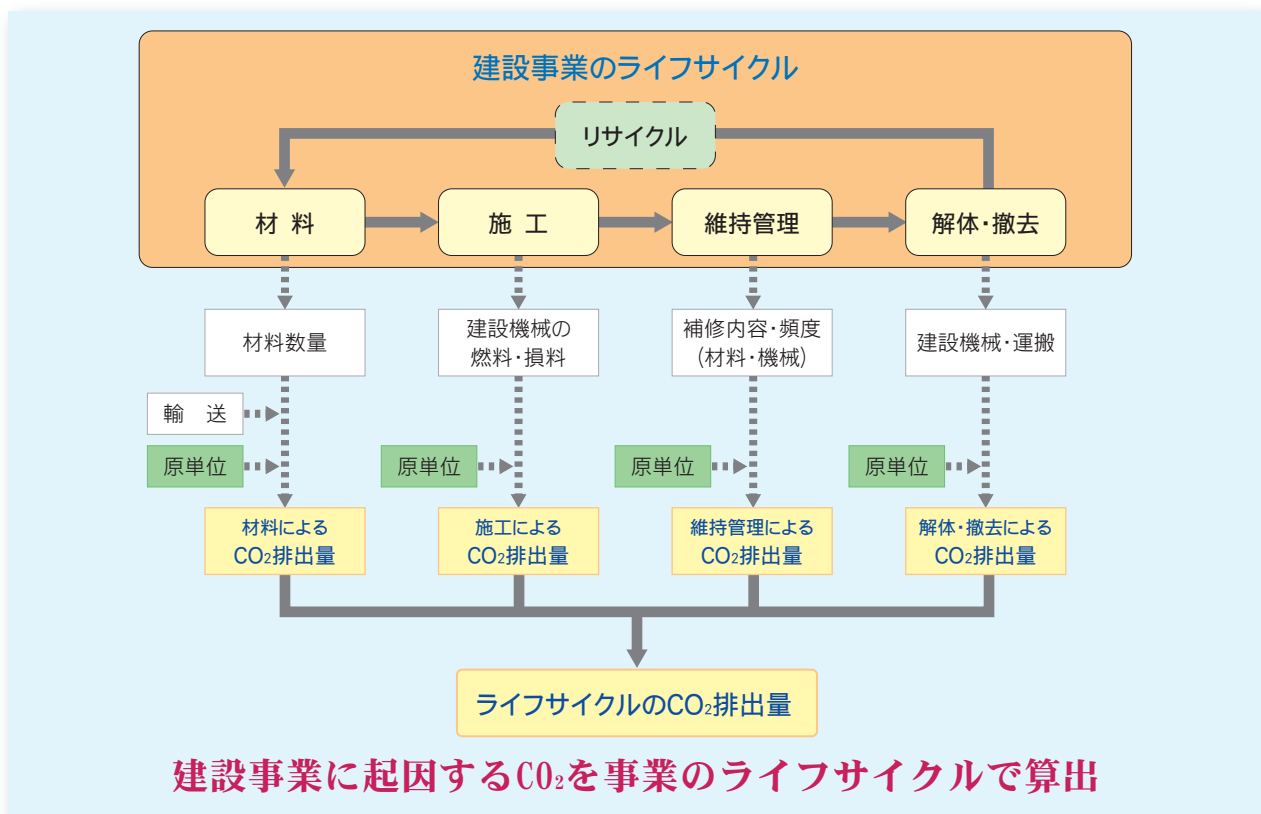 建設事業のライフサイクル
リサイクル
材 料
施 工
維持管理
解体・撤去
材料数量
建設機械の
燃料・損料
補修内容・頻度
(材料・機械)
建設機械・運搬
輸 送
原単位
原単位
原単位
原単位
材料による
CO₂排出量
施工による
CO₂排出量
維持管理による
CO₂排出量
解体・撤去による
CO₂排出量
ライフサイクルのCO₂排出量
建設事業に起因するCO₂を事業のライフサイクルで算出